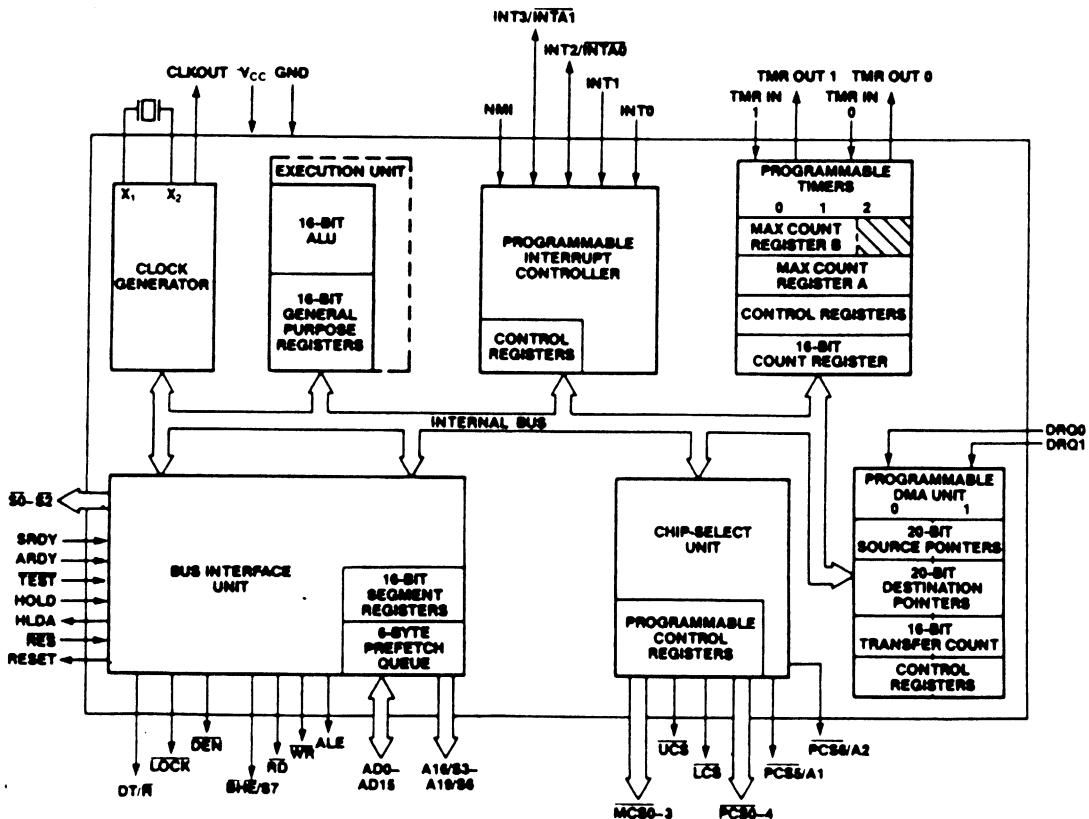 INT3/INTA1
INT2/INTA0
CLKOUT VCC GND
INT1
NMI
INT0
TMR OUT 1 TMR OUT 0
TMR IN 1
TMR IN 0
X1 X2
CLOCK
GENERATOR
EXECUTION UNIT
16-BIT
ALU
16-BIT
GENERAL
PURPOSE
REGISTERS
PROGRAMMABLE
INTERRUPT
CONTROLLER
CONTROL
REGISTERS
PROGRAMMABLE
TIMERS
0 1 2
MAX COUNT
REGISTER B
MAX COUNT
REGISTER A
CONTROL REGISTERS
16-BIT
COUNT REGISTER
INTERNAL BUS
DRQ0
DRQ1
S0-S2
SRDY
ARDY
TEST
HOLD
HLDA
RES
RESET
BUS INTERFACE
UNIT
16-BIT
SEGMENT
REGISTERS
6-BYTE
PREFETCH
QUEUE
CHIP-SELECT
UNIT
PROGRAMMABLE
CONTROL
REGISTERS
PROGRAMMABLE
DMA UNIT
0 1
20-BIT
SOURCE POINTERS
20-BIT
DESTINATION
POINTERS
16-BIT
TRANSFER COUNT
CONTROL
REGISTERS
DT/R
LOCK
DEN
BHE/S7
RD
WR
ALE
AD0-
AD15
A16/S3-
A19/S6
MCS0-3
UCS
LCS
PCS0-4
PCS5/A1
PCS6/A2